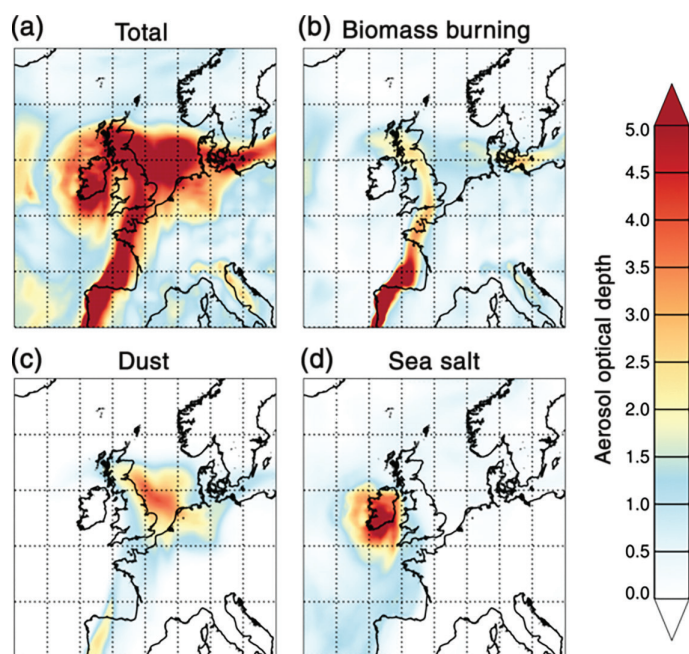 (a) Total
(b) Biomass burning
(c) Dust
(d) Sea salt
5.0
4.5
4.0
3.5
3.0
2.5
2.0
1.5
1.0
0.5
0.0
Aerosol optical depth